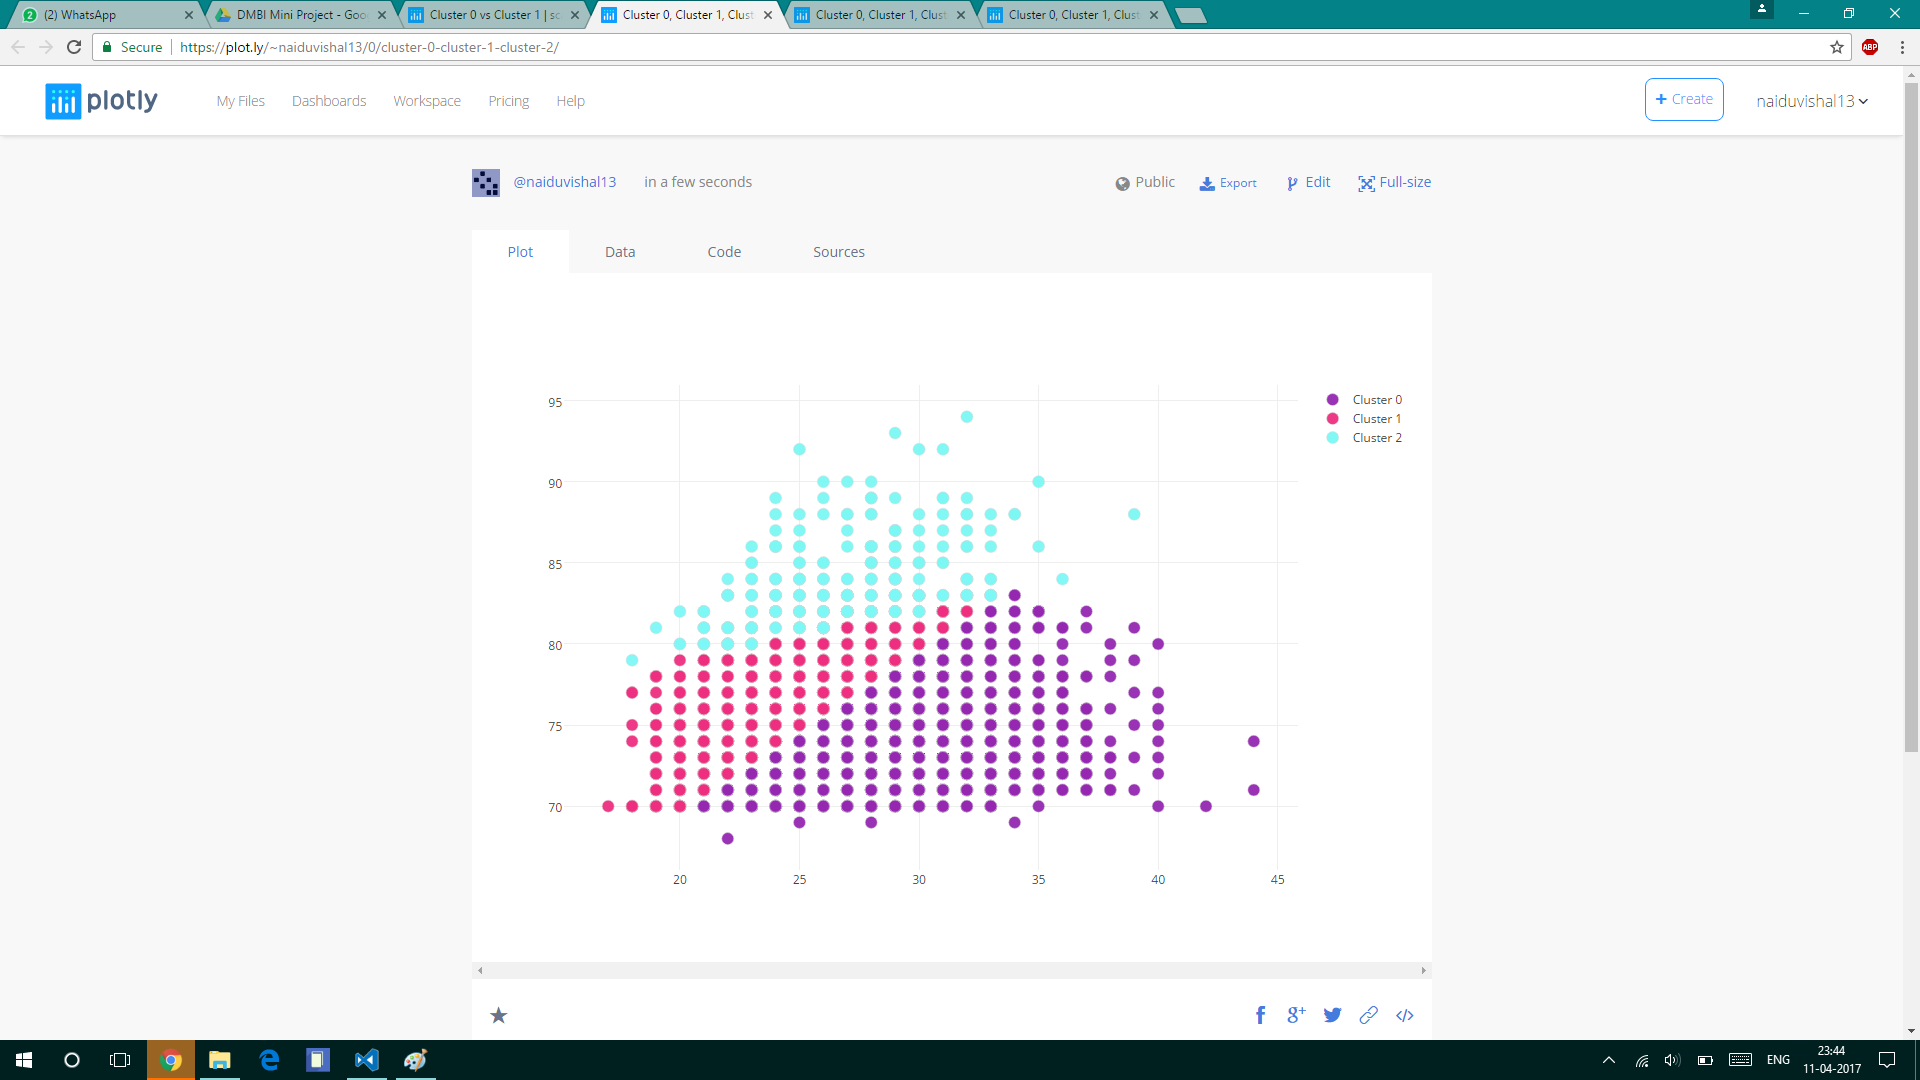 (2) WhatsApp
DMBI Mini Project - Goo
Cluster 0 vs Cluster 1 | sc
Cluster 0, Cluster 1, Clust
Cluster 0, Cluster 1, Clust
Cluster 0, Cluster 1, Clust
Secure https://plot.ly/~naiduvishal13/0/cluster-0-cluster-1-cluster-2/
ABP
plotly My Files Dashboards Workspace Pricing Help + Create naiduvishal13
@naiduvishal13 in a few seconds Public Export Edit Full-size
Plot Data Code Sources
95
90
85
80
75
70
20 25 30 35 40 45
Cluster 0
Cluster 1
Cluster 2
f g+ </>
ENG
23:44
11-04-2017